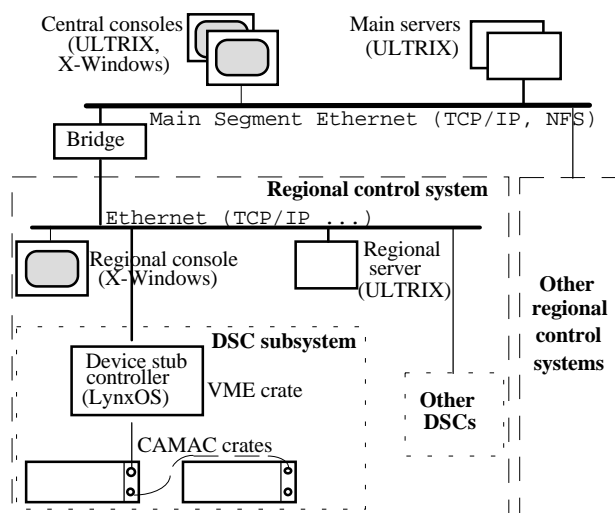 Central consoles
(ULTRIX,
X-Windows)
Main servers
(ULTRIX)
Main Segment Ethernet (TCP/IP, NFS)
Bridge
Regional control system
Ethernet (TCP/IP ...)
Regional console
(X-Windows)
Regional
server
(ULTRIX)
Other
regional
control
systems
DSC subsystem
Device stub
controller
(LynxOS)
VME crate
Other
DSCs
CAMAC crates